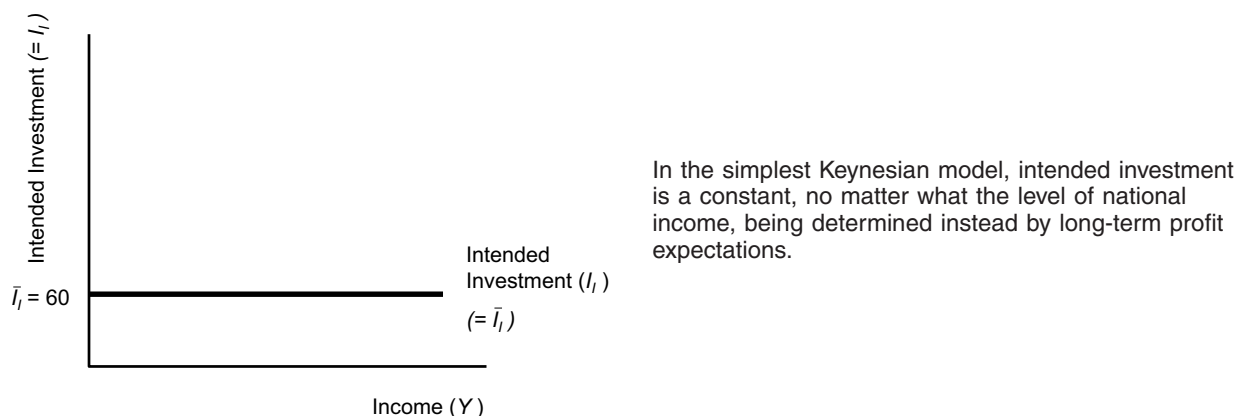 Intended Investment (= I_I)
Ī_I = 60
Intended
Investment (I_I)
(= Ī_I)
Income (Y)
In the simplest Keynesian model, intended investment
is a constant, no matter what the level of national
income, being determined instead by long-term profit
expectations.